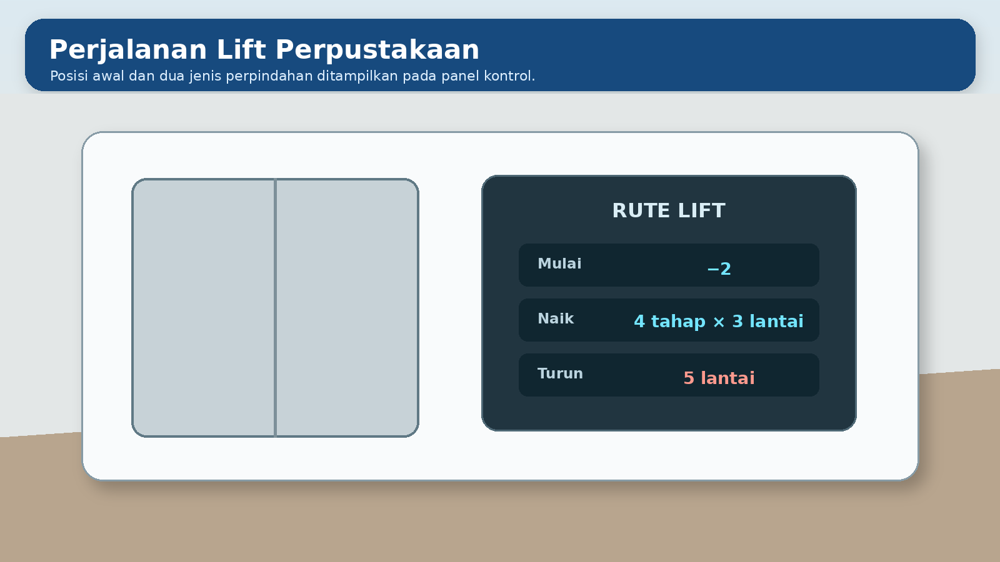 Perjalanan Lift Perpustakaan
Posisi awal dan dua jenis perpindahan ditampilkan pada panel kontrol.
RUTE LIFT
Mulai −2
Naik 4 tahap × 3 lantai
Turun 5 lantai